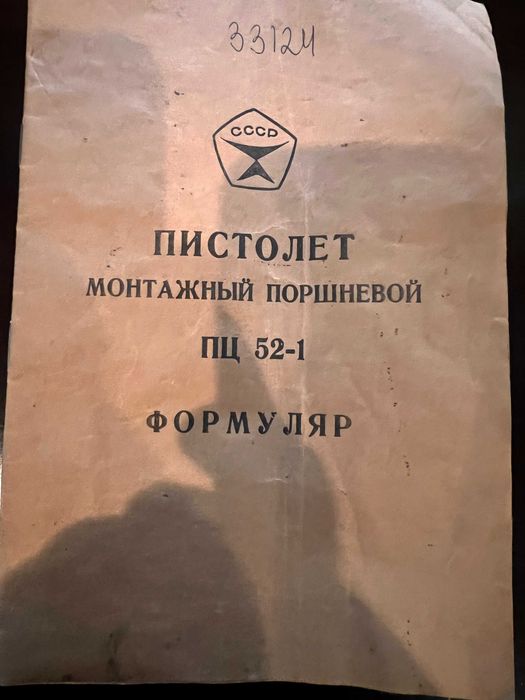 33124
СССР
ПИСТОЛЕТ
МОНТАЖНЫЙ ПОРШНЕВОЙ
ПЦ 52-1
ФОРМУЛЯР